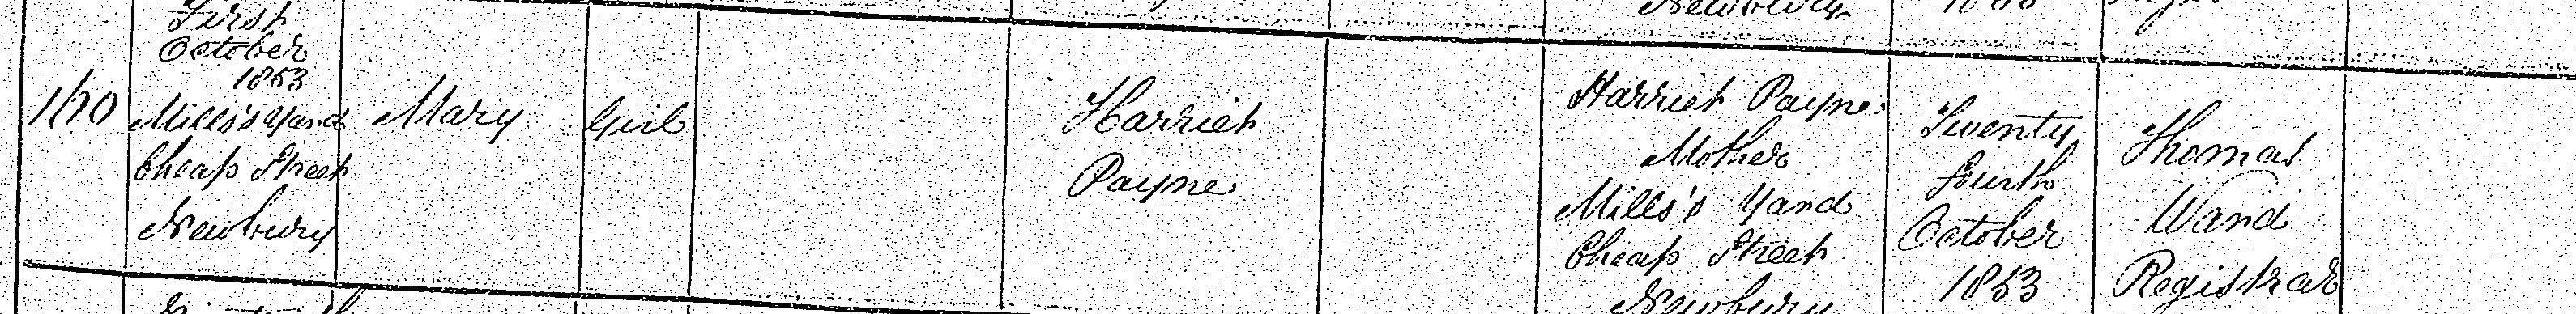 First
October
1853
170
Mills's Yard
Cheap Street
Newbury
Mary
Girl
Harriet
Payne
Newbury
Harriet Payne
Mother
Mills's Yard
Cheap Street
Newbury
Twenty
fourth
October
1853
Thomas
Ward
Registrar